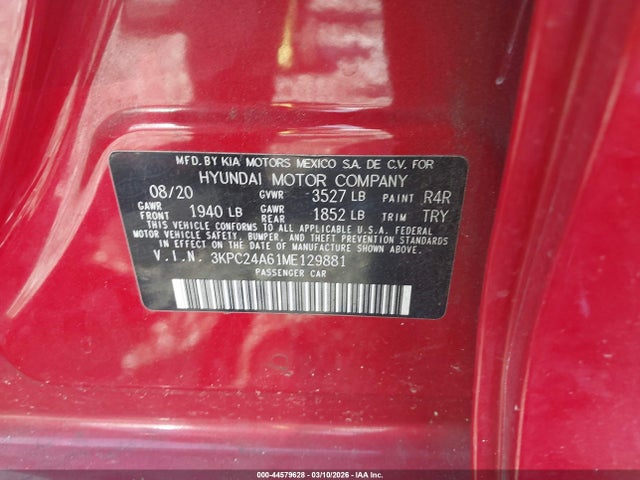 MFD. BY KIA MOTORS MEXICO S.A. DE C.V. FOR
HYUNDAI MOTOR COMPANY
08/20 GVWR 3527 LB PAINT R4R
GAWR FRONT 1940 LB GAWR REAR 1852 LB TRIM TRY
THIS VEHICLE CONFORMS TO ALL APPLICABLE U.S.A. FEDERAL
MOTOR VEHICLE SAFETY, BUMPER, AND THEFT PREVENTION STANDARDS
IN EFFECT ON THE DATE OF MANUFACTURE SHOWN ABOVE.
V.I.N. 3KPC24A61ME129881
PASSENGER CAR
000-44579628 - 03/10/2026 - IAA Inc.